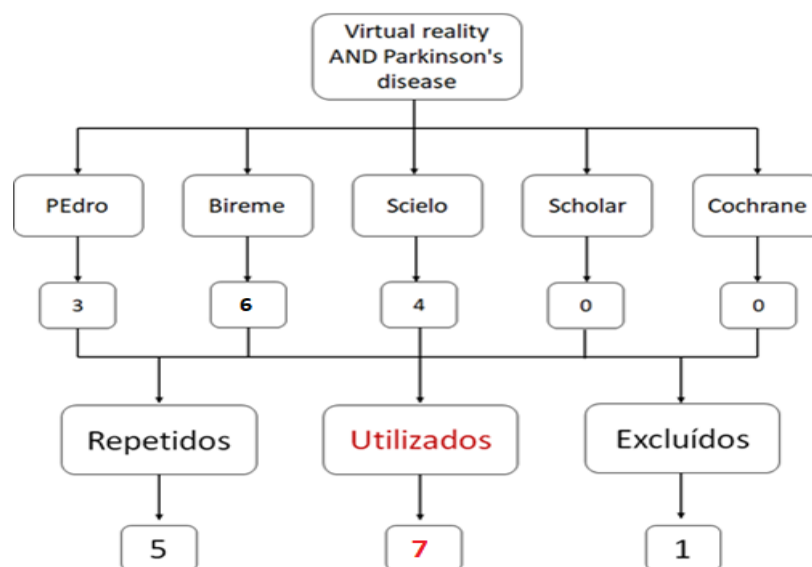 Virtual reality
AND Parkinson's
disease
PEdro
Bireme
Scielo
Scholar
Cochrane
3
6
4
0
0
Repetidos
Utilizados
Excluídos
5
7
1